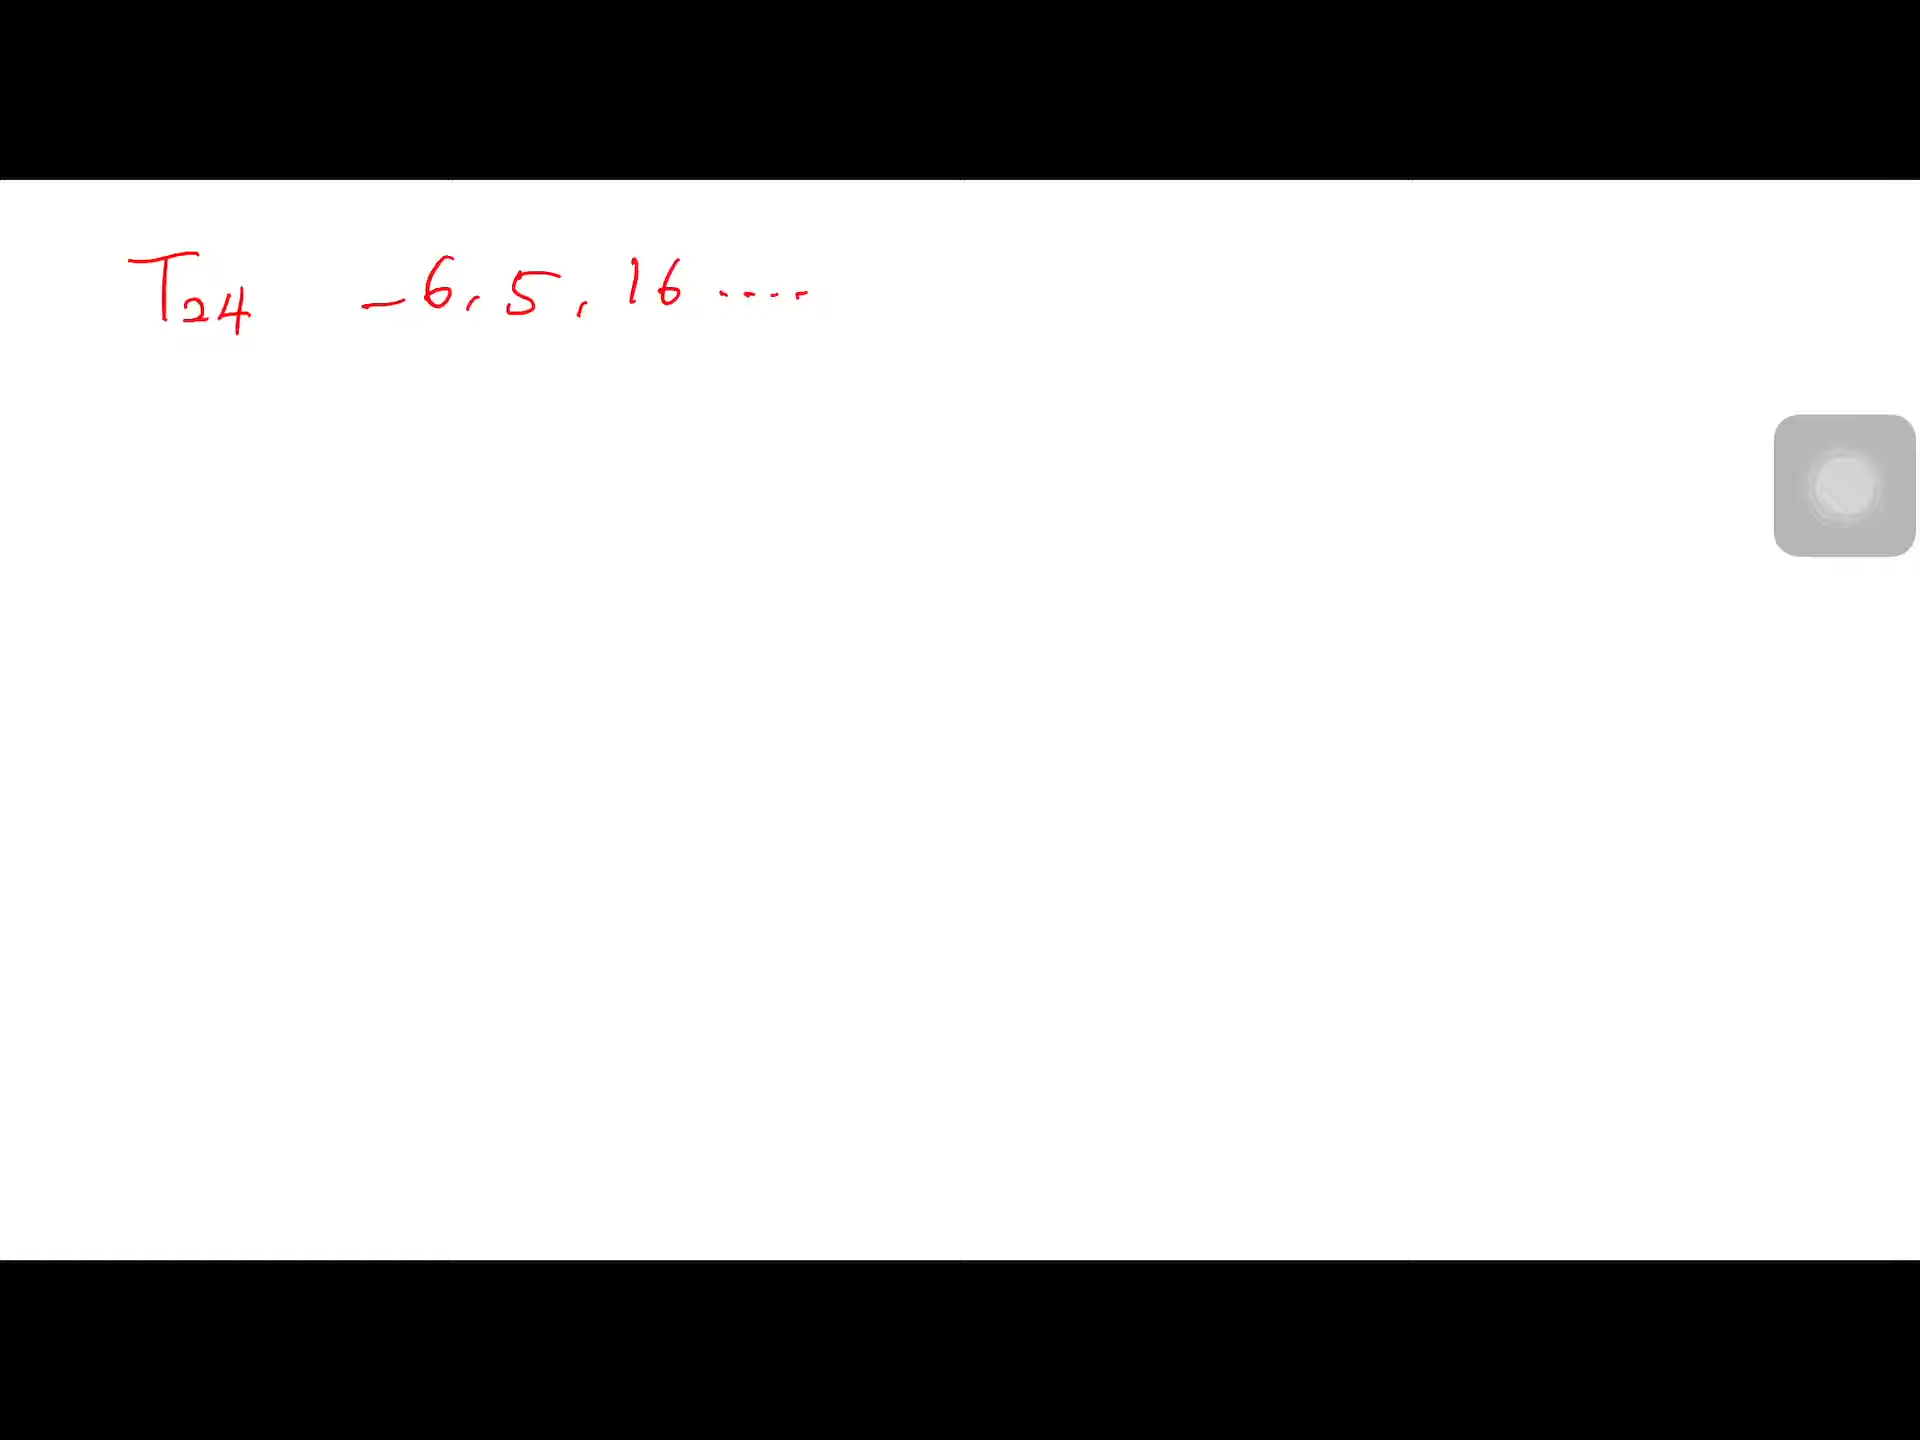 T₂₄ -6, 5, 16 ....